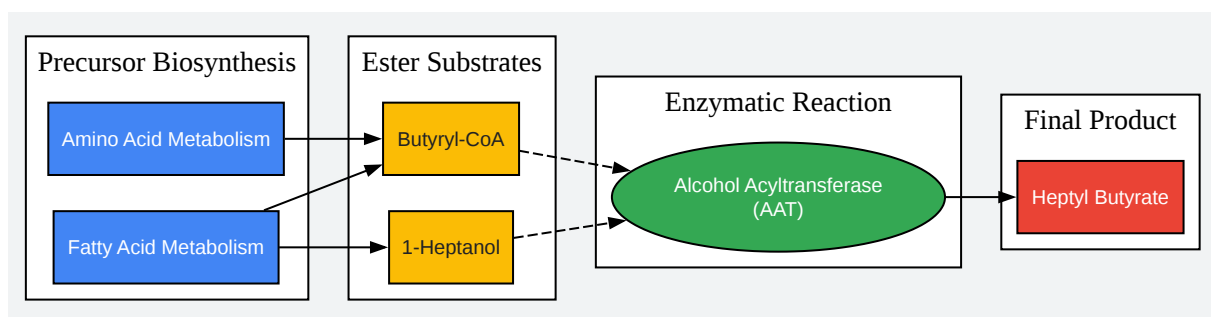 Precursor Biosynthesis
Amino Acid Metabolism
Fatty Acid Metabolism
Ester Substrates
Butyryl-CoA
1-Heptanol
Enzymatic Reaction
Alcohol Acyltransferase
(AAT)
Final Product
Heptyl Butyrate